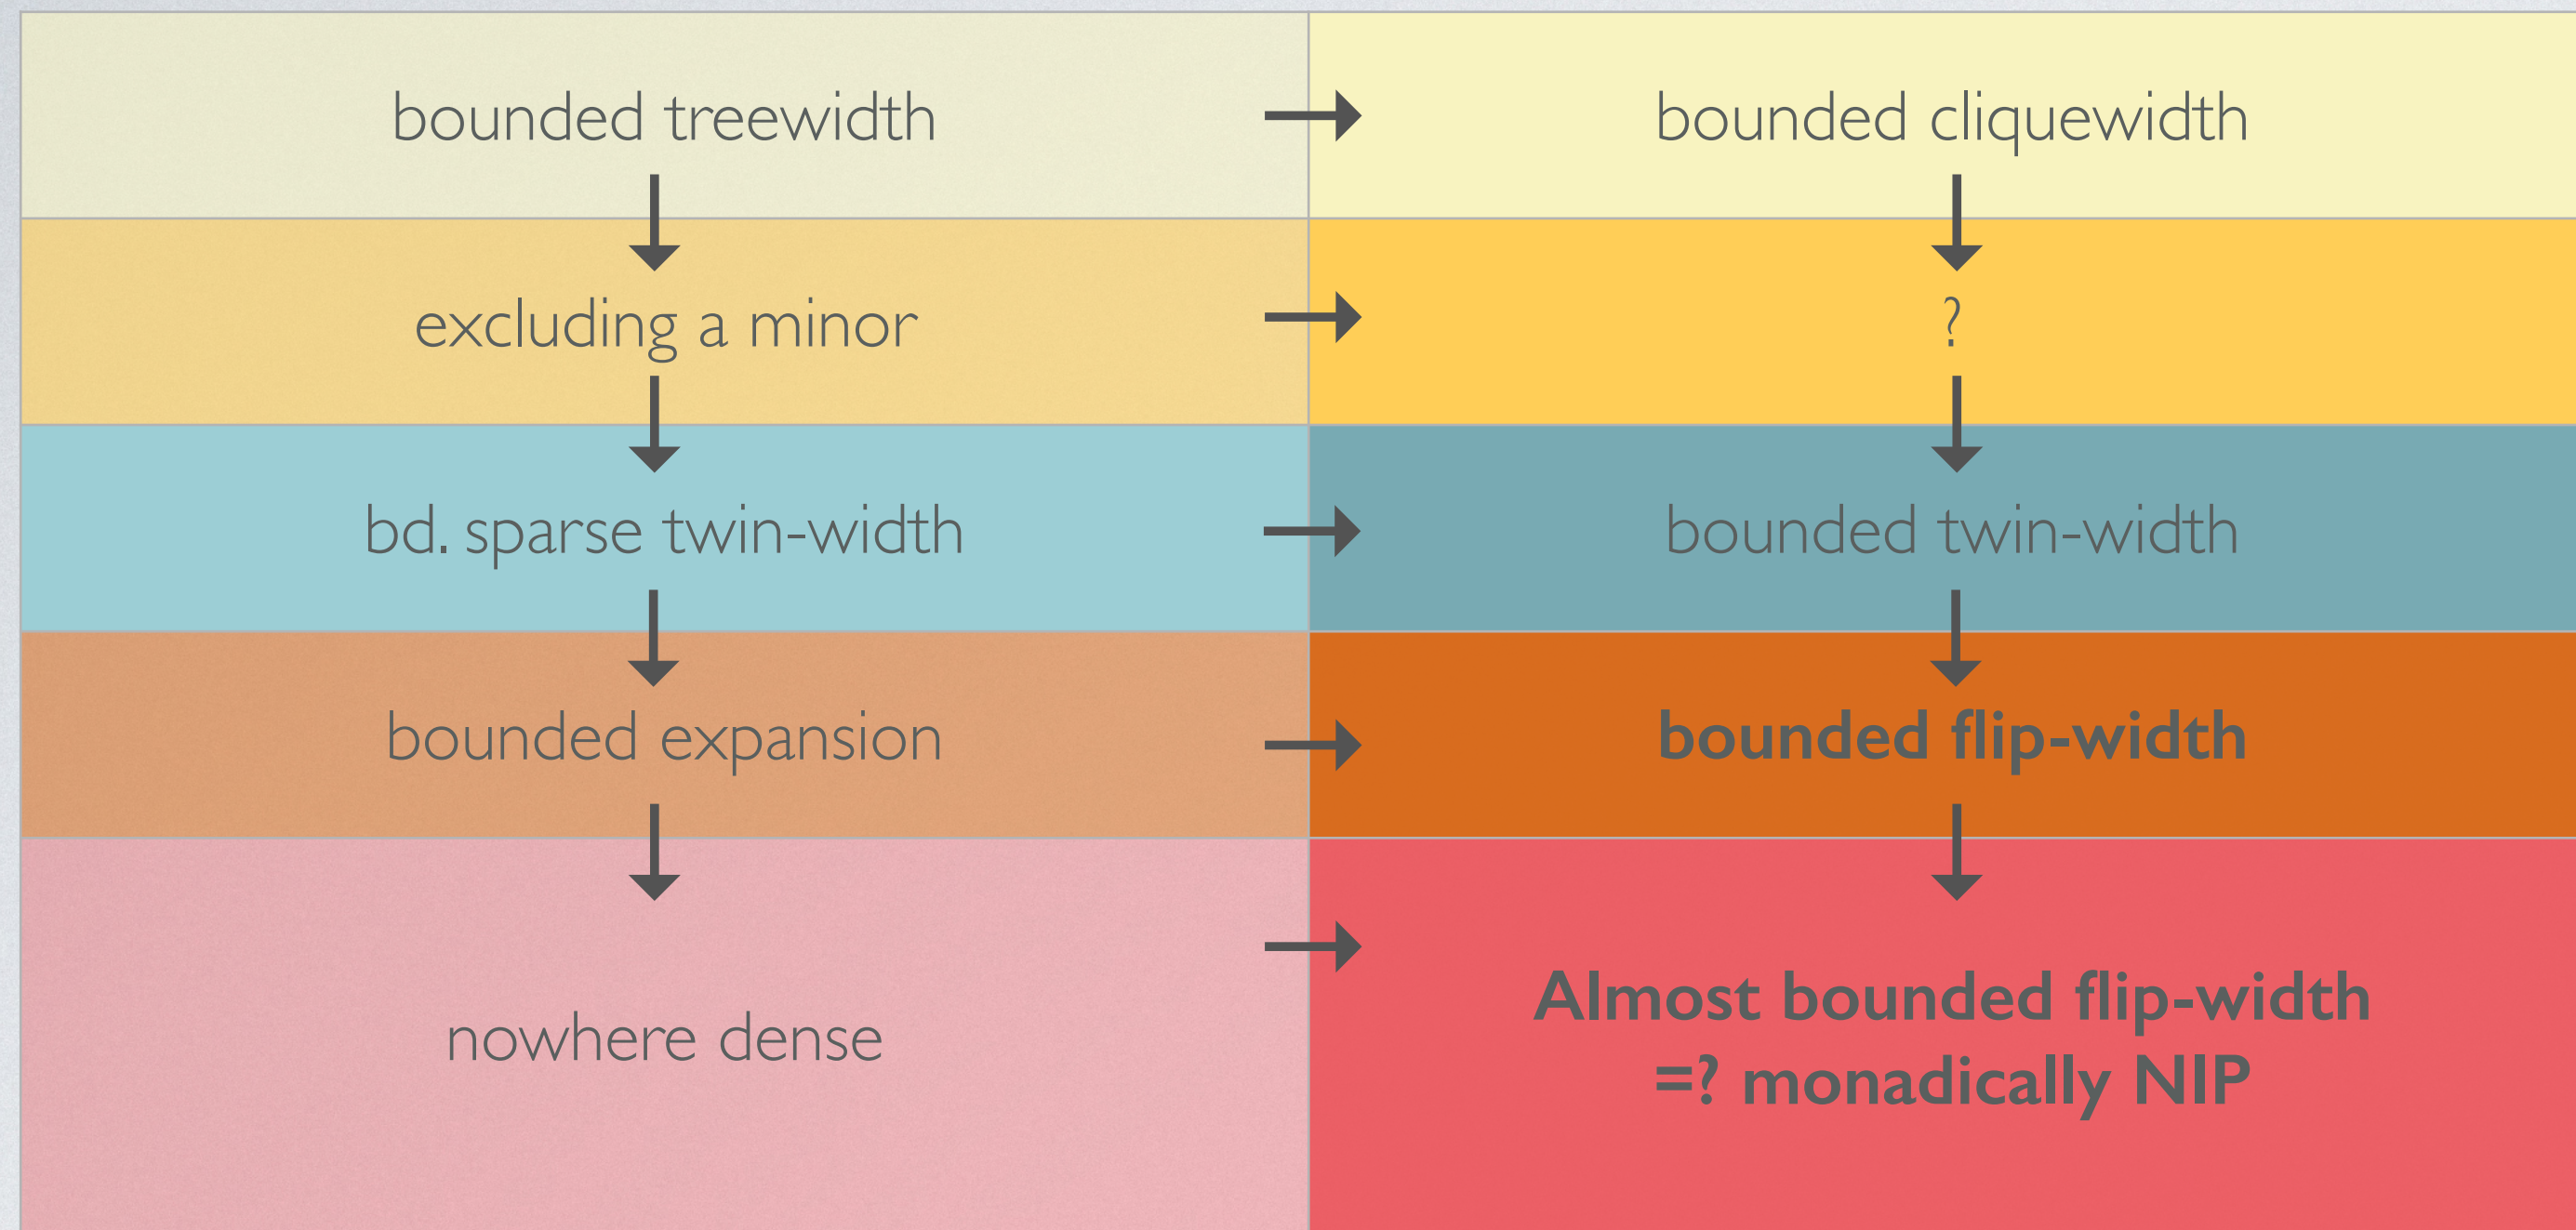 bounded treewidth
bounded cliquewidth
excluding a minor
?
bd. sparse twin-width
bounded twin-width
bounded expansion
bounded flip-width
nowhere dense
Almost bounded flip-width
=? monadically NIP